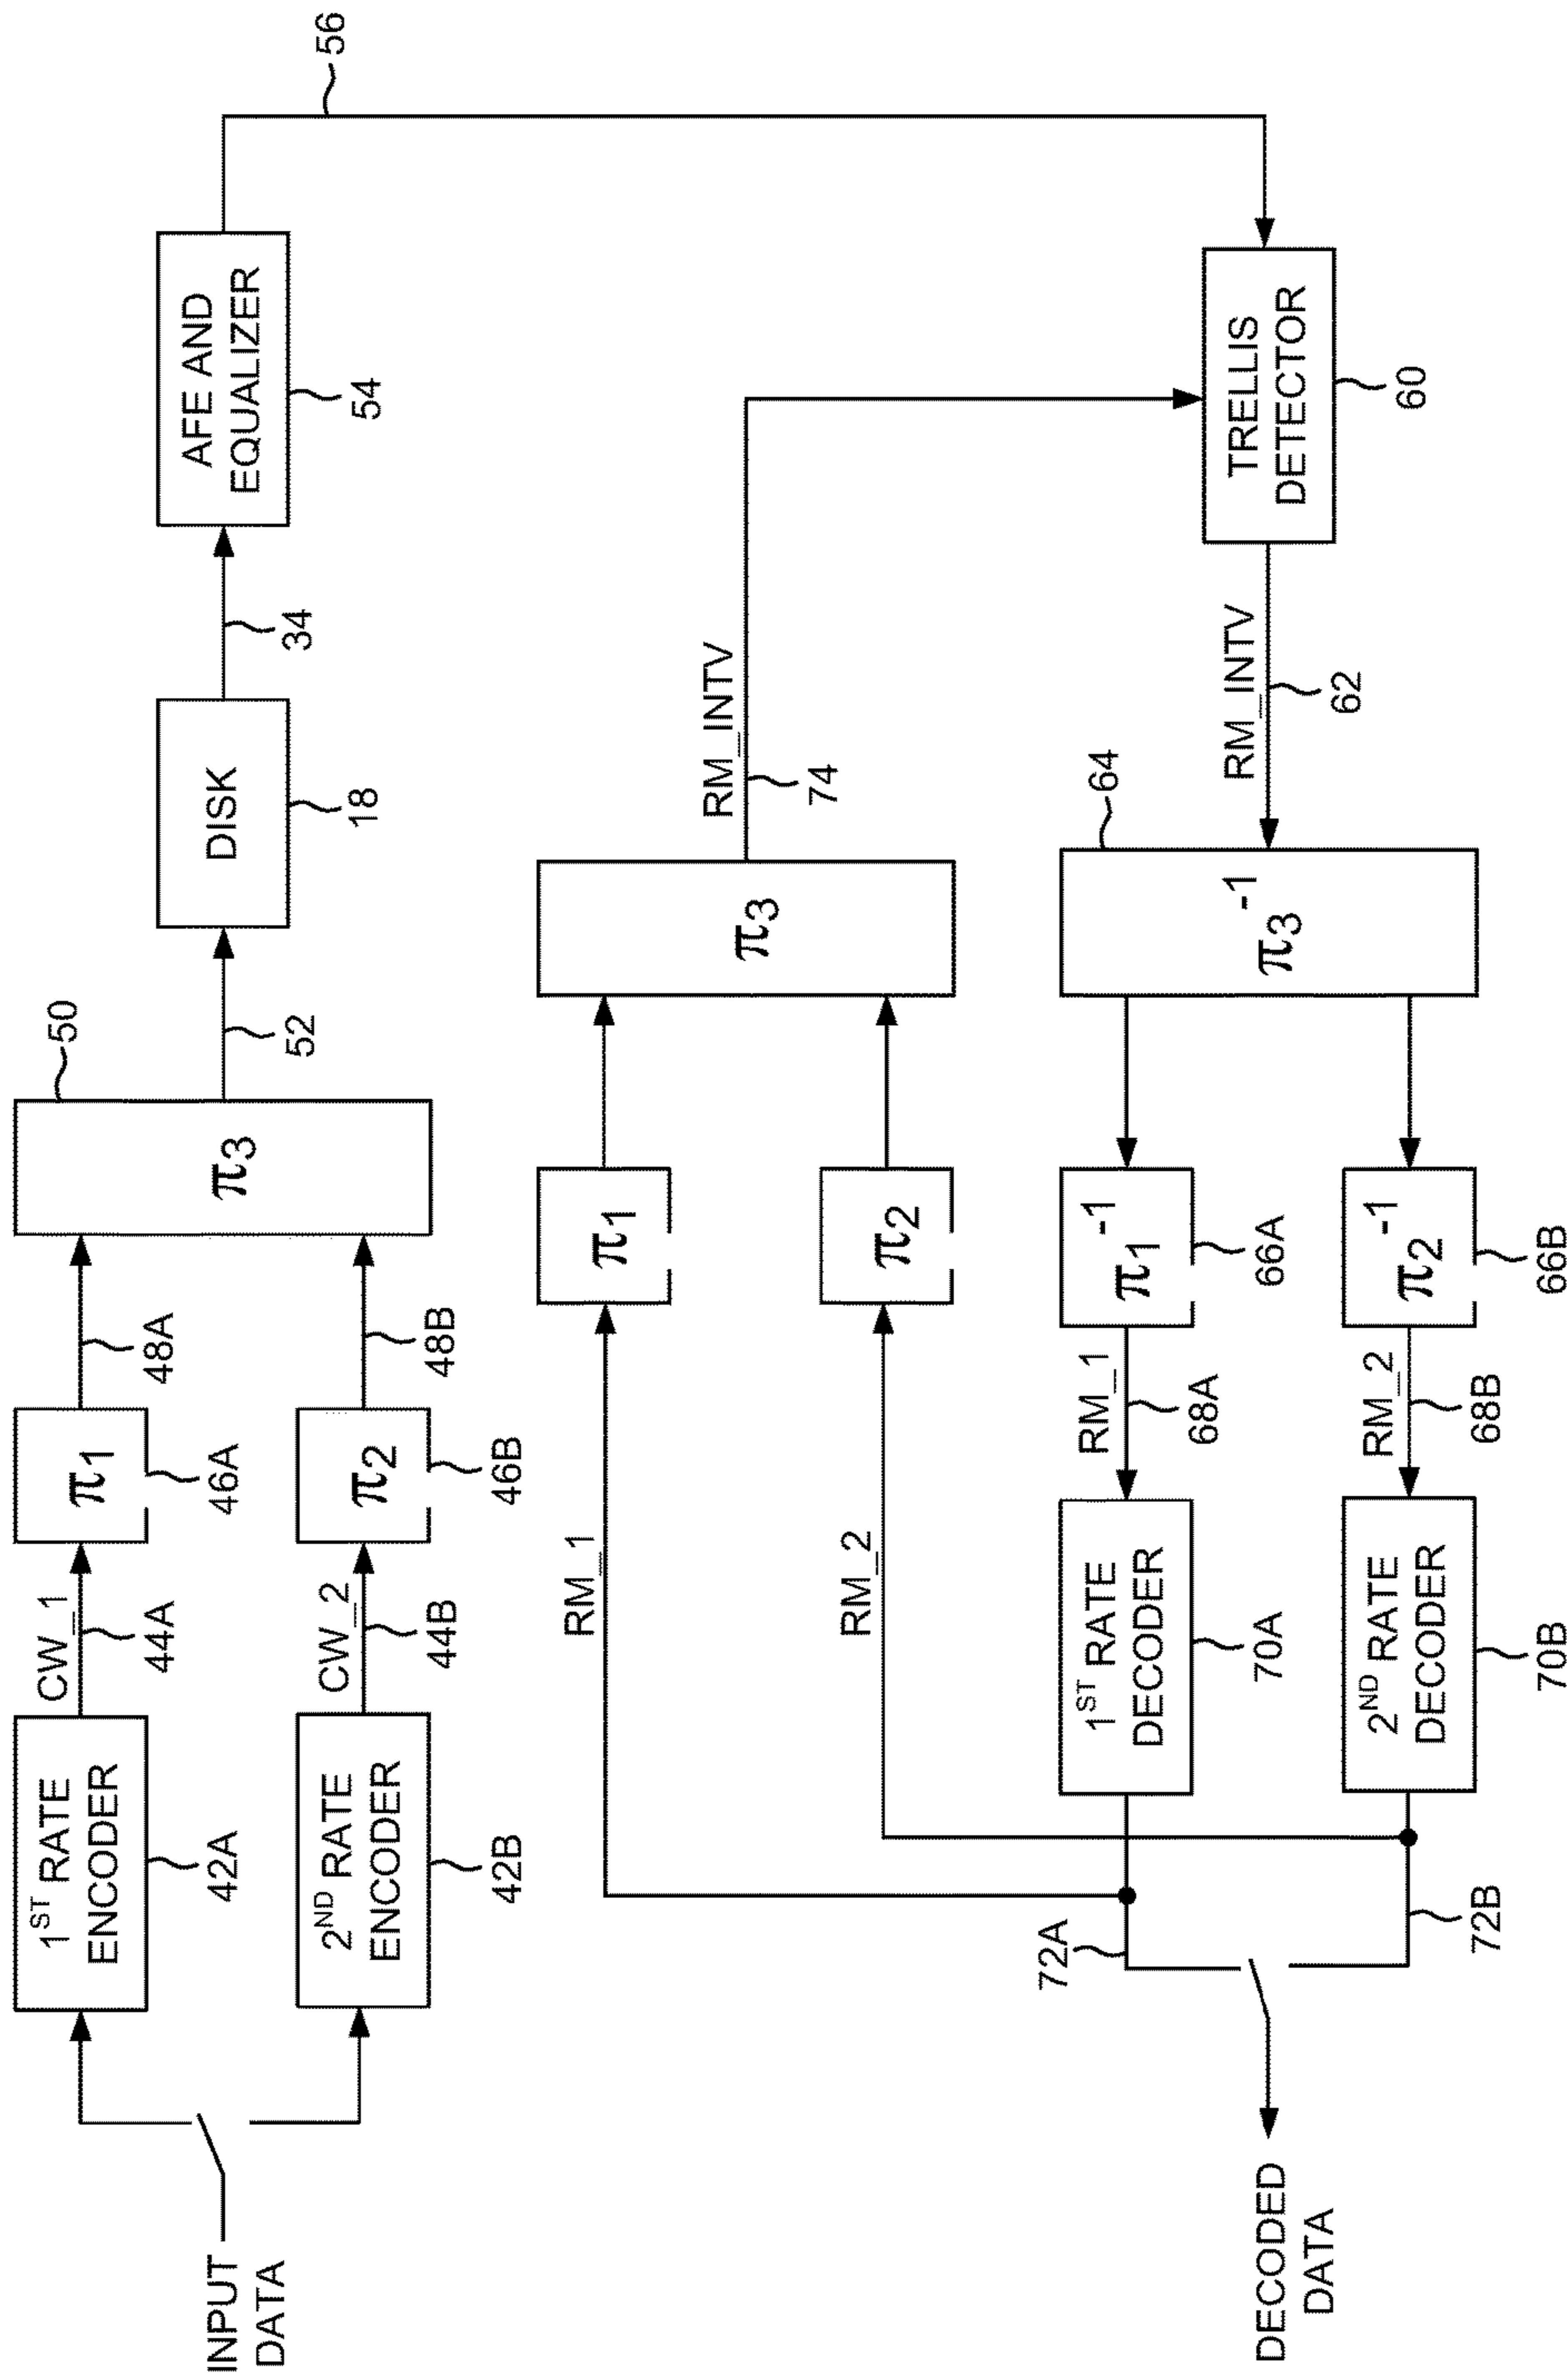 INPUT
DATA
1ST RATE
ENCODER
42A
CW_1
44A
π1
46A
48A
2ND RATE
ENCODER
42B
CW_2
44B
π2
46B
48B
π3
50
52
DISK
18
34
AFE AND
EQUALIZER
54
56
RM_1
π1
RM_2
π2
π3
RM_INTV
74
TRELLIS
DETECTOR
60
RM_INTV
62
64
π3-1
π1-1
66A
RM_1
68A
1ST RATE
DECODER
70A
72A
π2-1
66B
RM_2
68B
2ND RATE
DECODER
70B
72B
DECODED
DATA